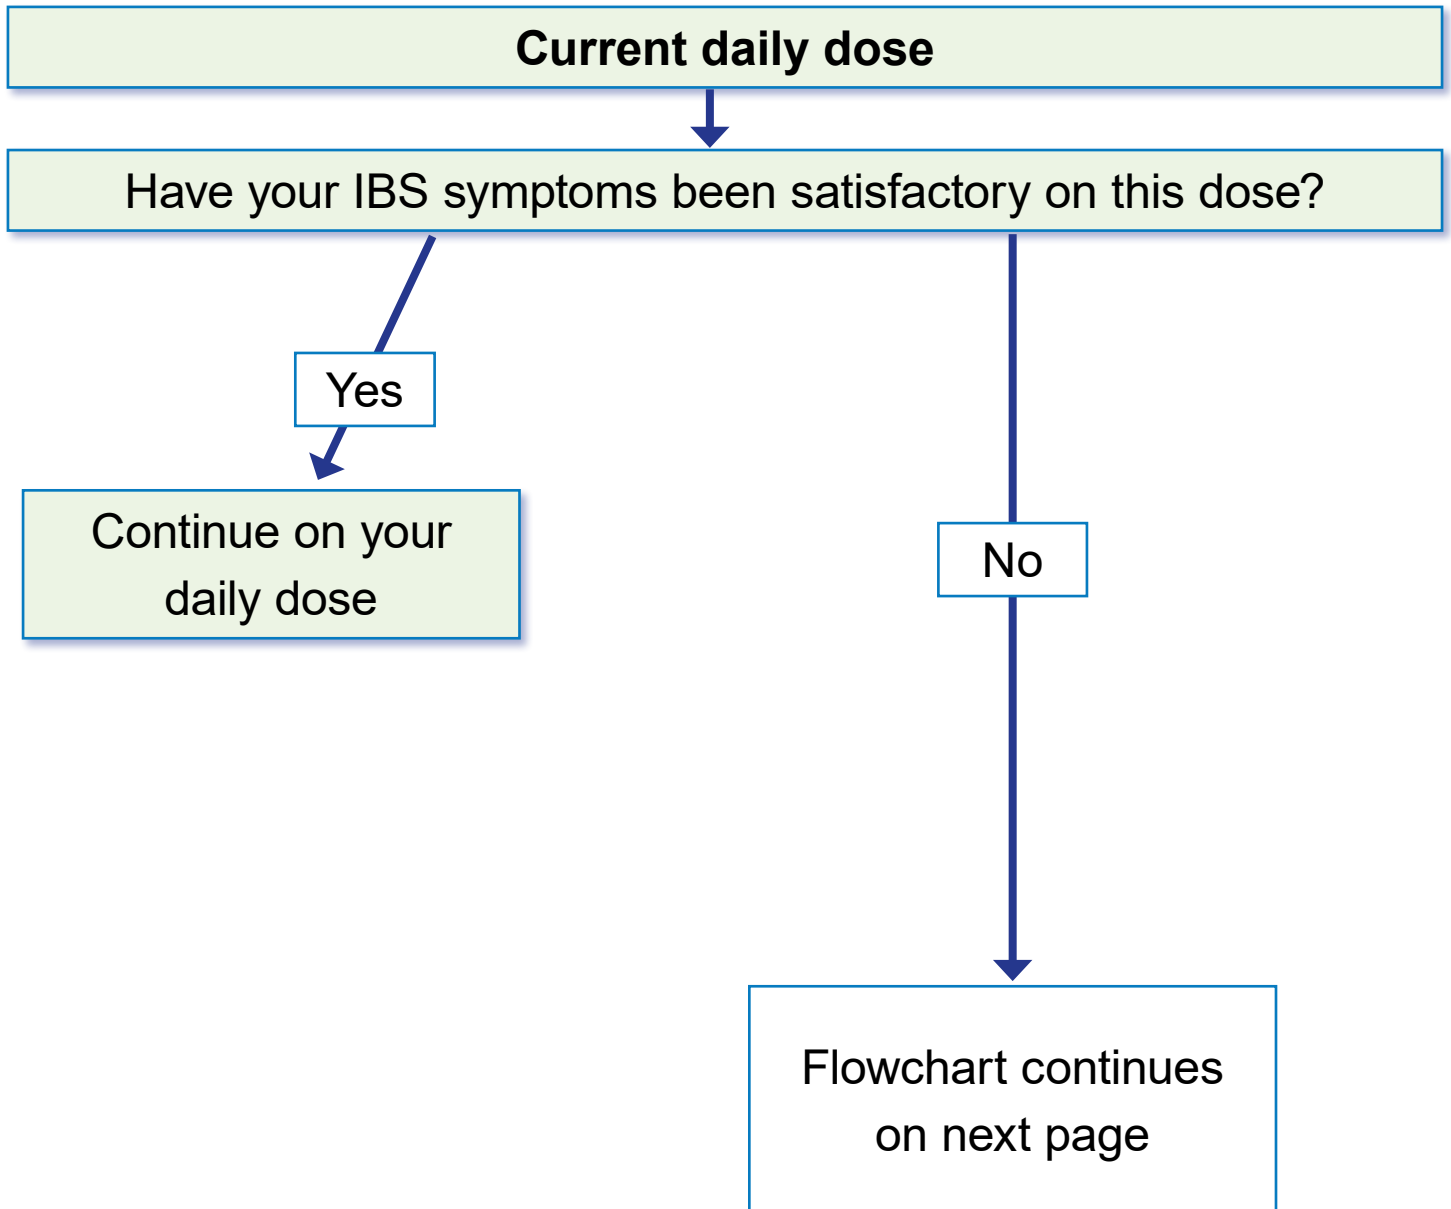 Current daily dose
Have your IBS symptoms been satisfactory on this dose?
Yes
Continue on your
daily dose
No
Flowchart continues
on next page